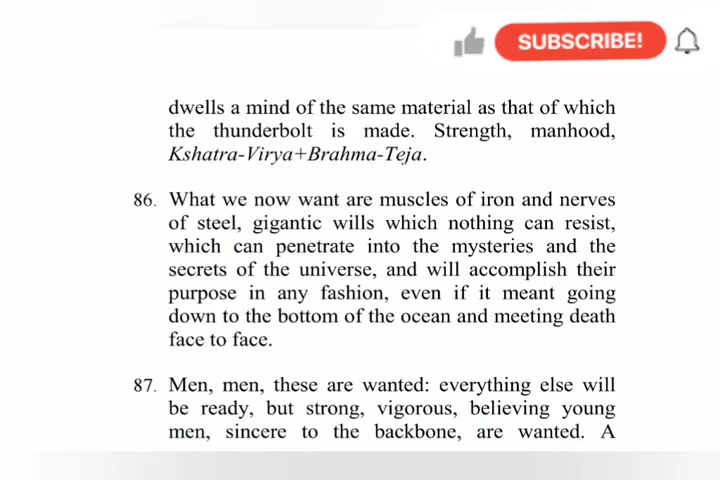 SUBSCRIBE!
dwells a mind of the same material as that of which
the thunderbolt is made. Strength, manhood,
Kshatra-Virya+Brahma-Teja.
86. What we now want are muscles of iron and nerves
of steel, gigantic wills which nothing can resist,
which can penetrate into the mysteries and the
secrets of the universe, and will accomplish their
purpose in any fashion, even if it meant going
down to the bottom of the ocean and meeting death
face to face.
87. Men, men, these are wanted: everything else will
be ready, but strong, vigorous, believing young
men, sincere to the backbone, are wanted. A